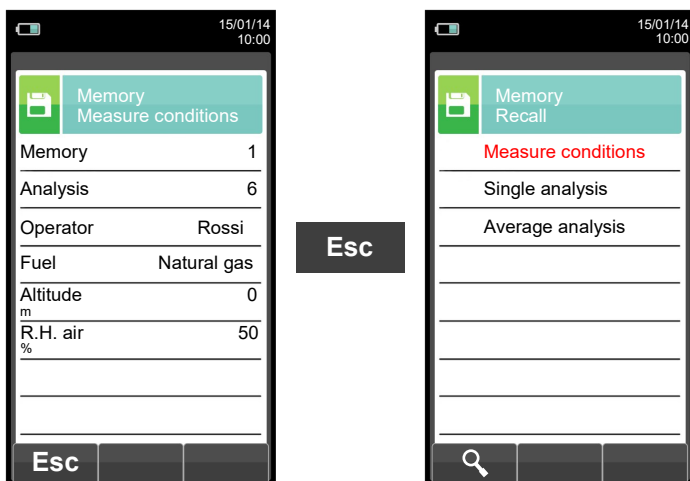 15/01/14
10:00
Memory
Measure conditions
Memory 1
Analysis 6
Operator Rossi
Fuel Natural gas
Altitude 0
m
R.H. air 50
%
Esc
Esc
15/01/14
10:00
Memory
Recall
Measure conditions
Single analysis
Average analysis